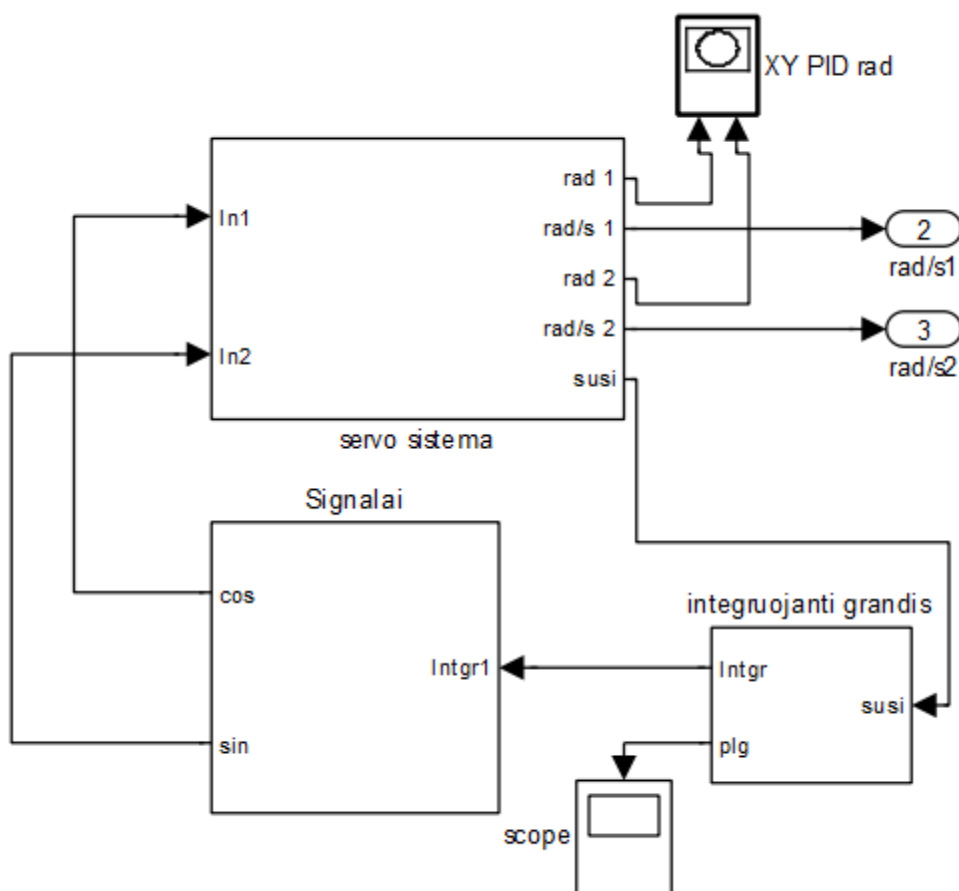 XY PID rad
In1
rad 1
rad/s 1
2
rad/s1
rad 2
In2
rad/s 2
3
rad/s2
susi
servo sistema
Signalai
cos
integruojanti grandis
Intgr1
Intgr
susi
sin
plg
scope